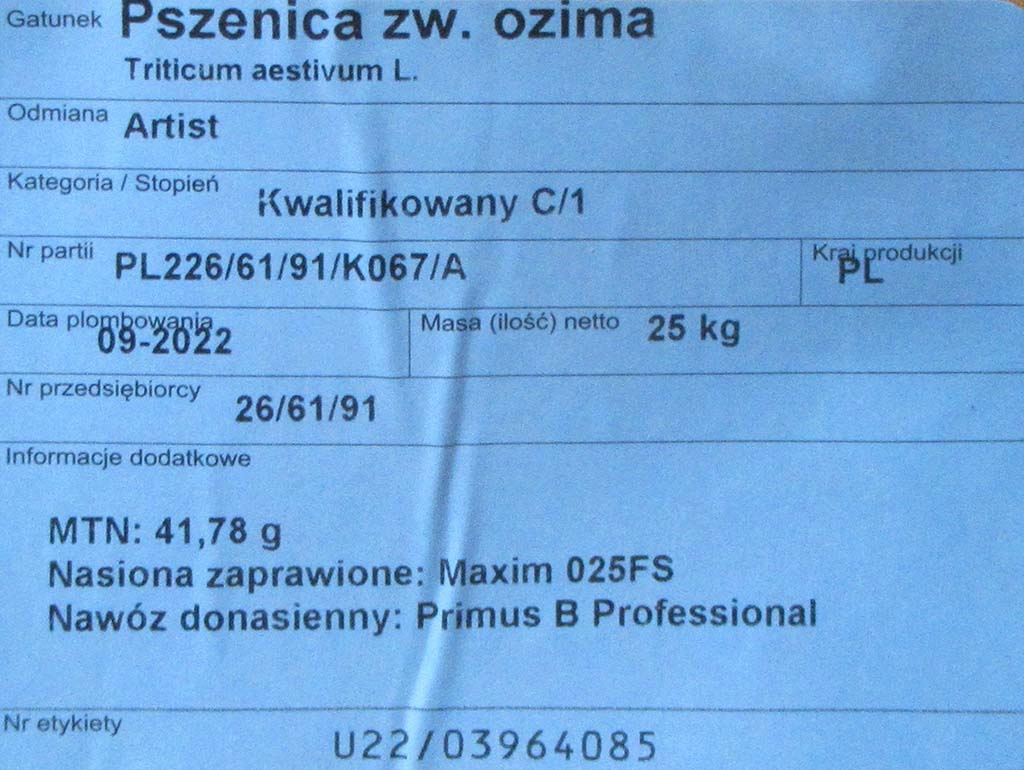 Gatunek Pszenica zw. ozima
Triticum aestivum L.
Odmiana Artist
Kategoria / Stopień Kwalifikowany C/1
Nr partii PL226/61/91/K067/A Kraj produkcji PL
Data plombowania 09-2022 Masa (ilość) netto 25 kg
Nr przedsiębiorcy 26/61/91
Informacje dodatkowe
MTN: 41,78 g
Nasiona zaprawione: Maxim 025FS
Nawóz donasienny: Primus B Professional
Nr etykiety U22/03964085